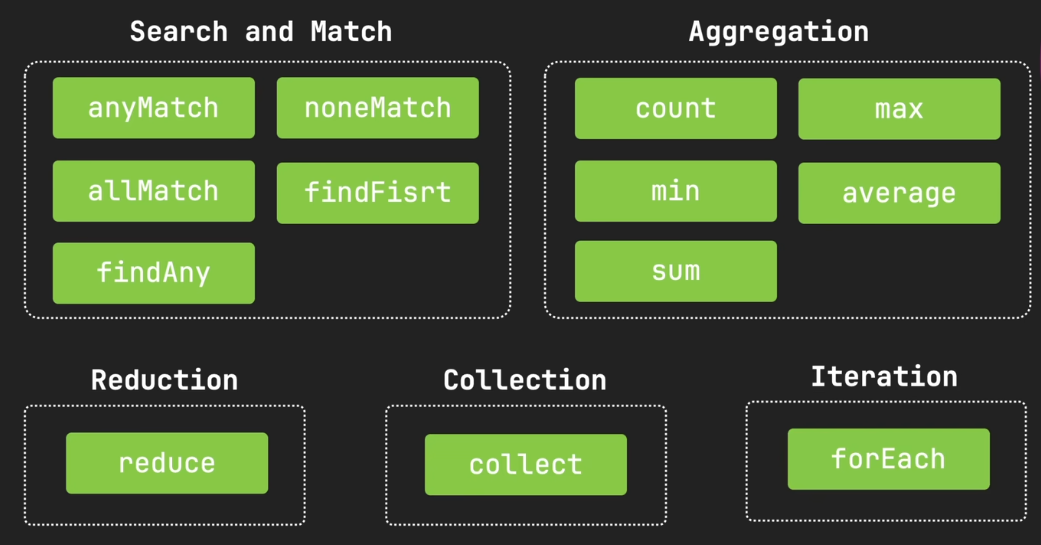 Search and Match
anyMatch
noneMatch
allMatch
findFisrt
findAny
Aggregation
count
max
min
average
sum
Reduction
reduce
Collection
collect
Iteration
forEach